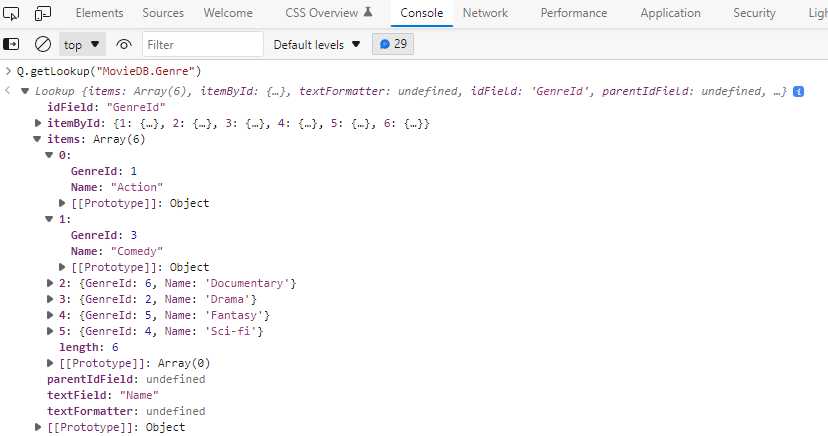 Elements Sources Welcome CSS Overview Console Network Performance Application Ligh
top Filter Default levels 29
Q.getLookup("MovieDB.Genre")
Lookup {items: Array(6), itemById: {…}, textFormatter: undefined, idField: 'GenreId', parentIdField: undefined, …} i
idField: "GenreId"
itemById: {1: {…}, 2: {…}, 3: {…}, 4: {…}, 5: {…}, 6: {…}}
items: Array(6)
0:
GenreId: 1
Name: "Action"
[[Prototype]]: Object
1:
GenreId: 3
Name: "Comedy"
[[Prototype]]: Object
2: {GenreId: 6, Name: 'Documentary'}
3: {GenreId: 2, Name: 'Drama'}
4: {GenreId: 5, Name: 'Fantasy'}
5: {GenreId: 4, Name: 'Sci-fi'}
length: 6
[[Prototype]]: Array(0)
parentIdField: undefined
textField: "Name"
textFormatter: undefined
[[Prototype]]: Object